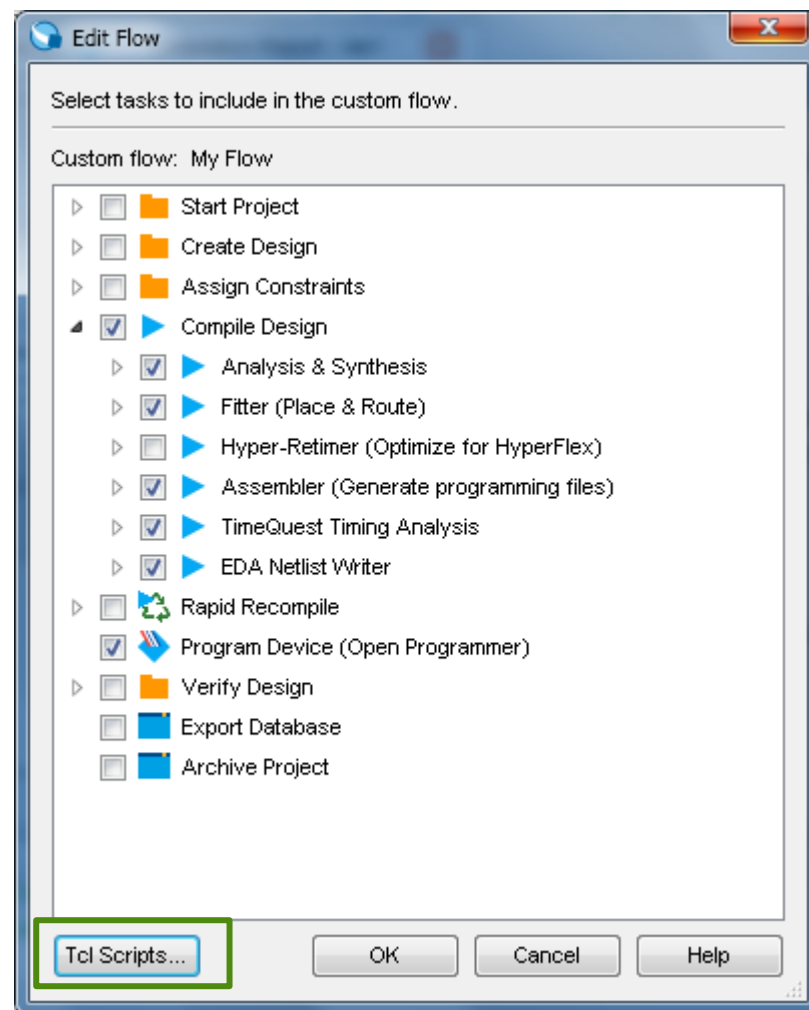 Edit Flow
Select tasks to include in the custom flow.
Custom flow: My Flow
Start Project
Create Design
Assign Constraints
Compile Design
Analysis & Synthesis
Fitter (Place & Route)
Hyper-Retimer (Optimize for HyperFlex)
Assembler (Generate programming files)
TimeQuest Timing Analysis
EDA Netlist Writer
Rapid Recompile
Program Device (Open Programmer)
Verify Design
Export Database
Archive Project
Tcl Scripts... OK Cancel Help